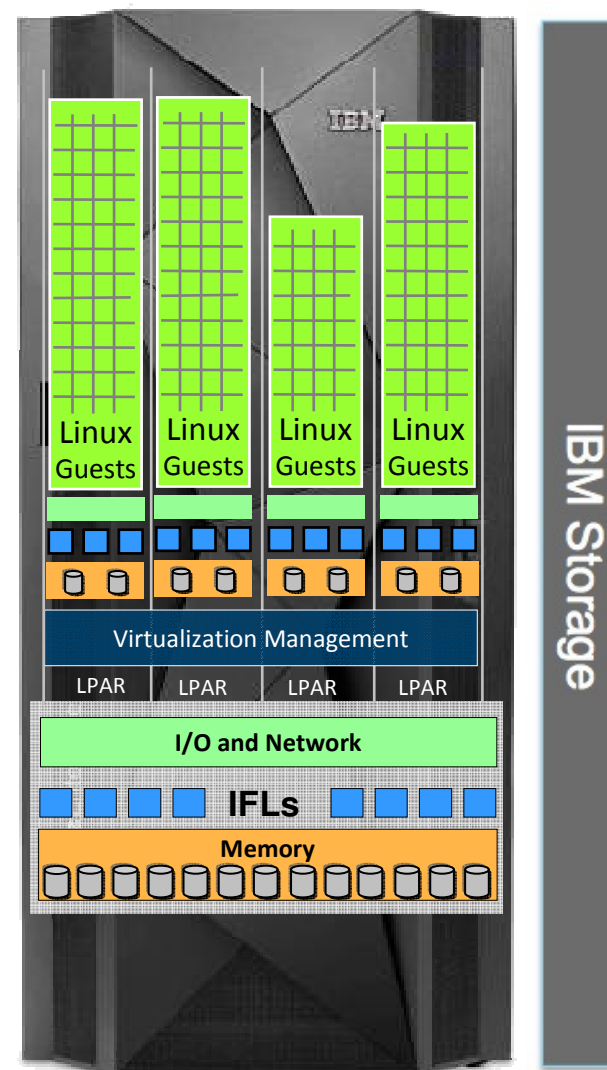 IBM
Linux
Guests
Linux
Guests
Linux
Guests
Linux
Guests
Virtualization Management
LPAR
LPAR
LPAR
LPAR
I/O and Network
IFLs
Memory
IBM Storage